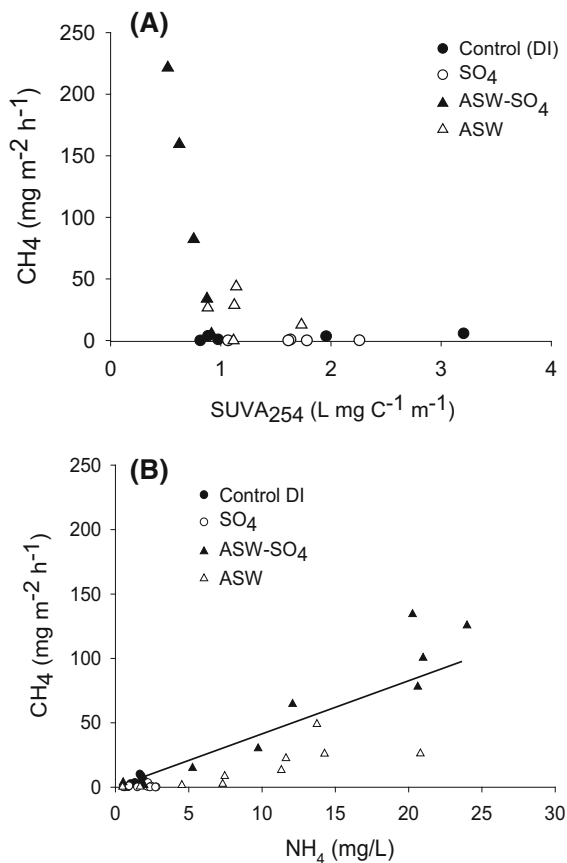 (A)
250
200
150
100
50
0
CH4 (mg m-2 h-1)
Control (DI)
SO4
ASW-SO4
ASW
0 1 2 3 4
SUVA254 (L mg C-1 m-1)
(B)
250
200
150
100
50
0
CH4 (mg m-2 h-1)
Control DI
SO4
ASW-SO4
ASW
0 5 10 15 20 25 30
NH4 (mg/L)